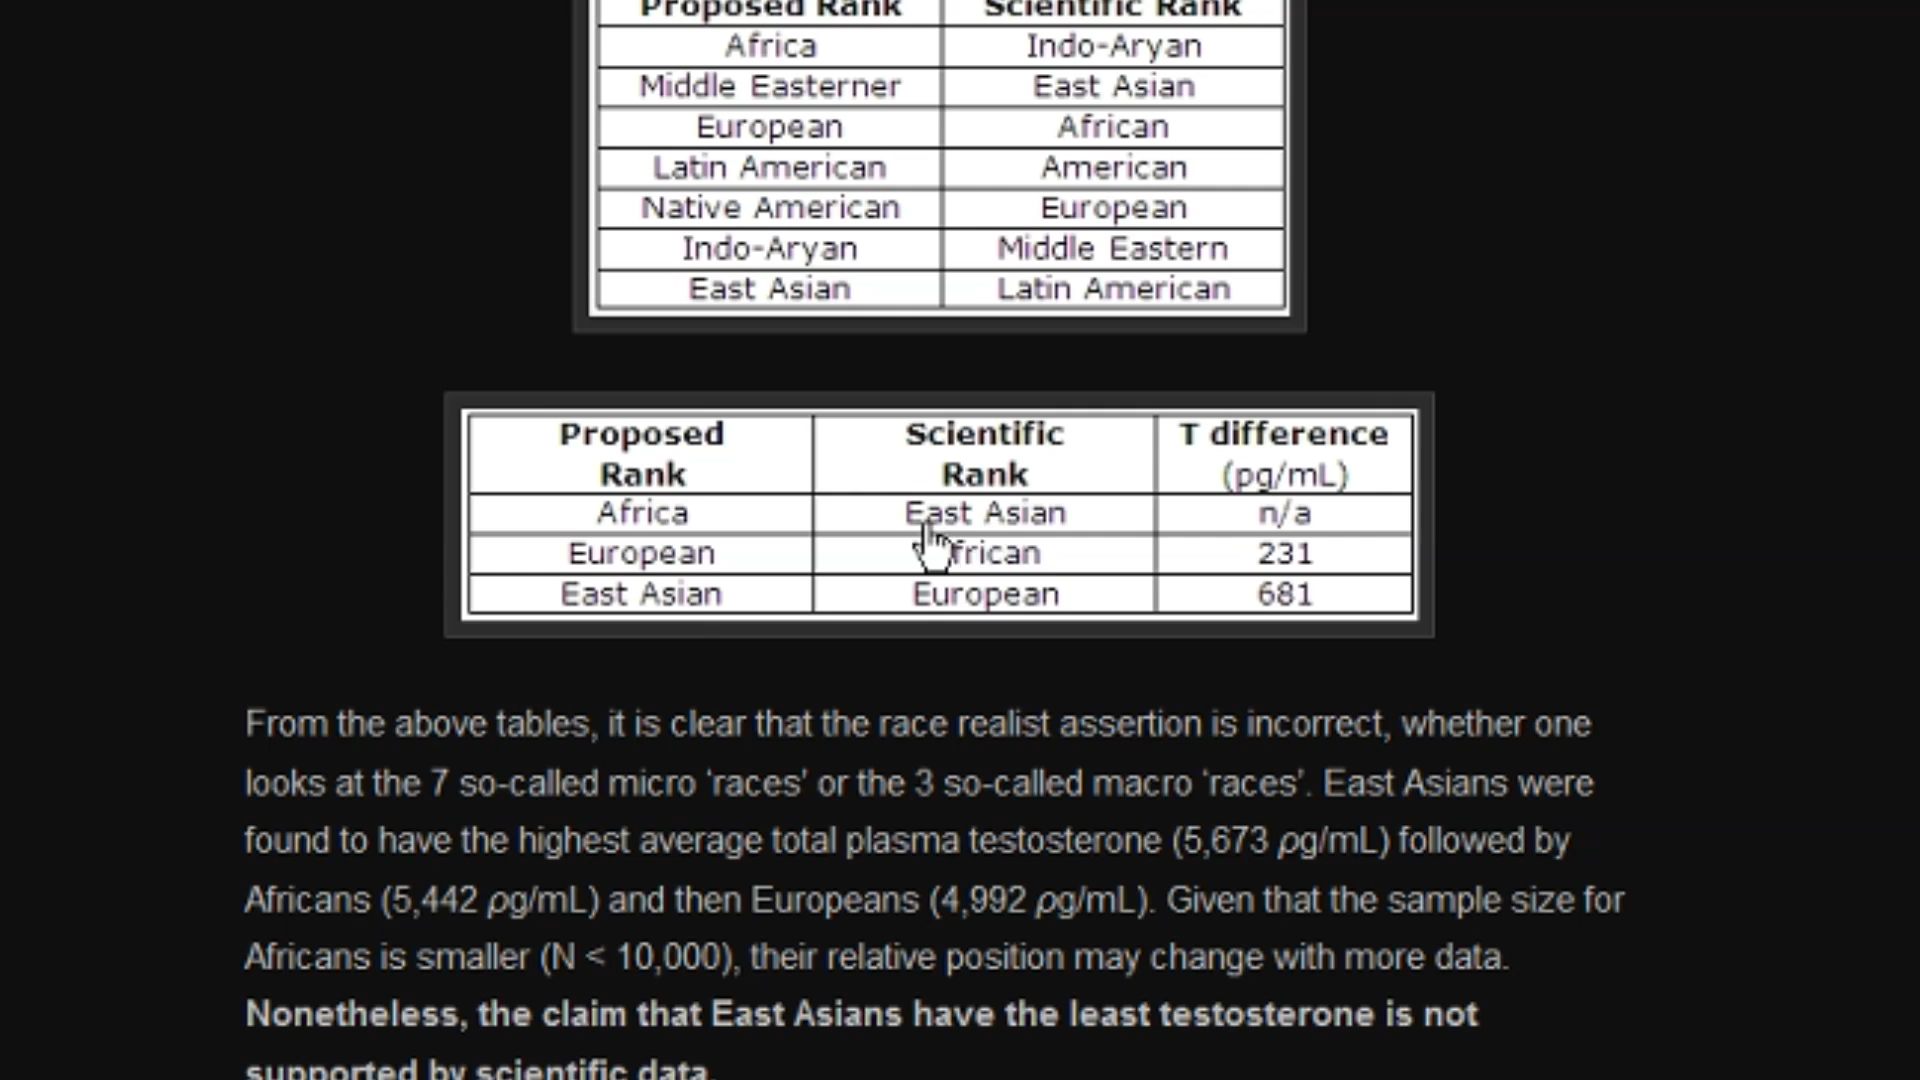 Proposed Rank Scientific Rank
Africa Indo-Aryan
Middle Easterner East Asian
European African
Latin American American
Native American European
Indo-Aryan Middle Eastern
East Asian Latin American
Proposed Rank Scientific Rank T difference (pg/mL)
Africa East Asian n/a
European frican 231
East Asian European 681
From the above tables, it is clear that the race realist assertion is incorrect, whether one
looks at the 7 so-called micro ‘races’ or the 3 so-called macro ‘races’. East Asians were
found to have the highest average total plasma testosterone (5,673 ρg/mL) followed by
Africans (5,442 ρg/mL) and then Europeans (4,992 ρg/mL). Given that the sample size for
Africans is smaller (N < 10,000), their relative position may change with more data.
Nonetheless, the claim that East Asians have the least testosterone is not
supported by scientific data.